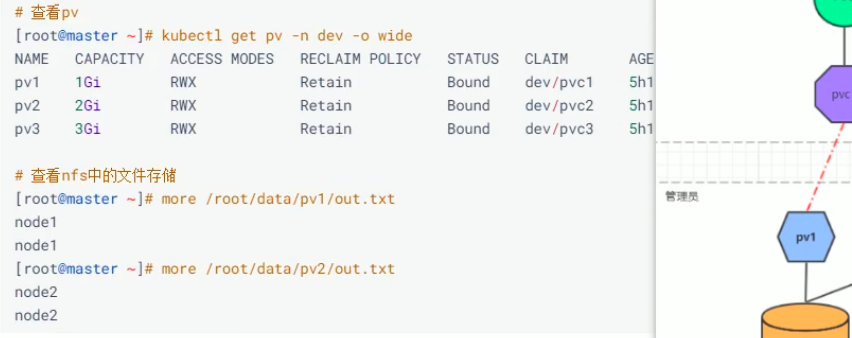 # 查看pv
[root@master ~]# kubectl get pv -n dev -o wide
NAME CAPACITY ACCESS MODES RECLAIM POLICY STATUS CLAIM AGE
pv1 1Gi RWX Retain Bound dev/pvc1 5h1
pv2 2Gi RWX Retain Bound dev/pvc2 5h1
pv3 3Gi RWX Retain Bound dev/pvc3 5h1
# 查看nfs中的文件存储
[root@master ~]# more /root/data/pv1/out.txt
node1
node1
[root@master ~]# more /root/data/pv2/out.txt
node2
node2
pvc
管理员
pv1